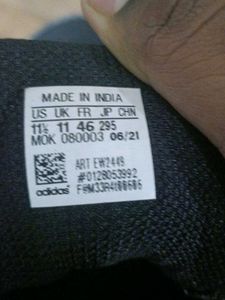 MADE IN INDIA
US UK FR JP CHN
11½ 11 46 295
MOK 080003 06/21
ART EW2449
#0128053992
adidas